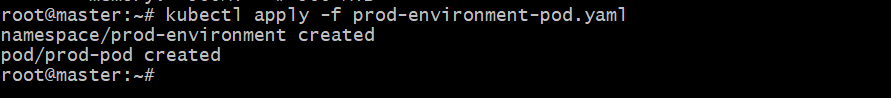 root@master:~# kubectl apply -f prod-environment-pod.yaml
namespace/prod-environment created
pod/prod-pod created
root@master:~#